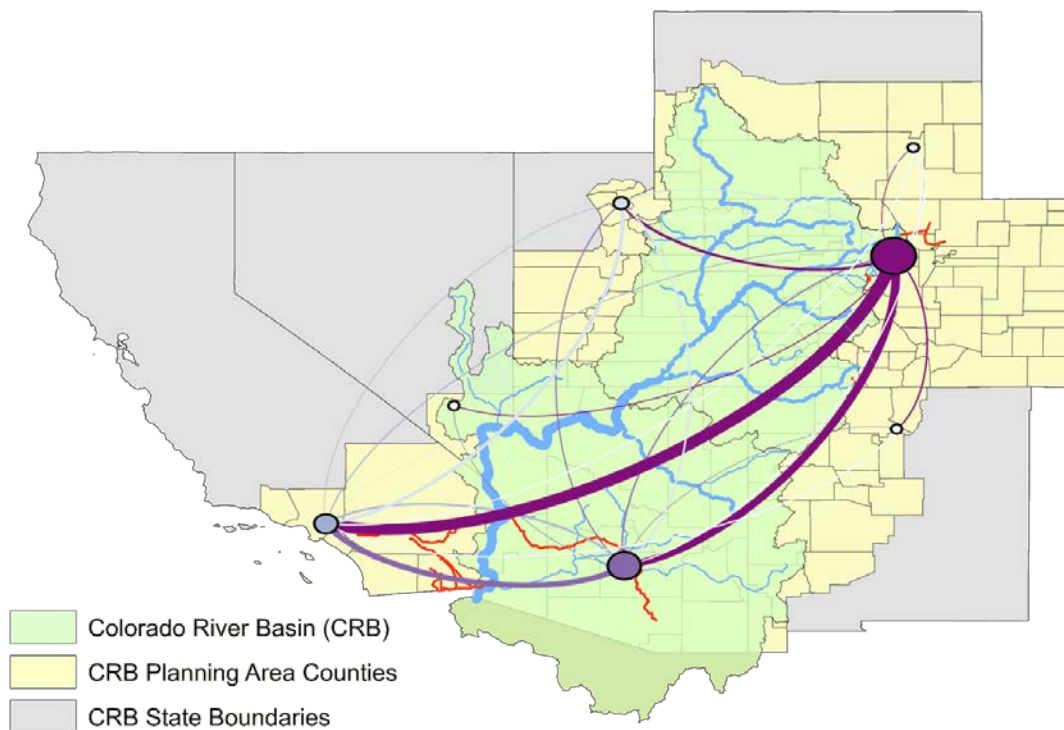 Colorado River Basin (CRB)
CRB Planning Area Counties
CRB State Boundaries